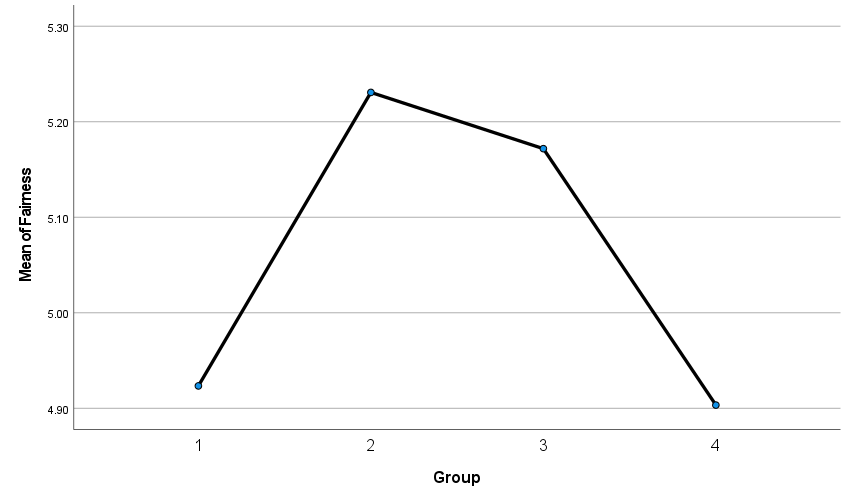 5.30
5.20
5.10
5.00
4.90
Mean of Fairness
1 2 3 4
Group